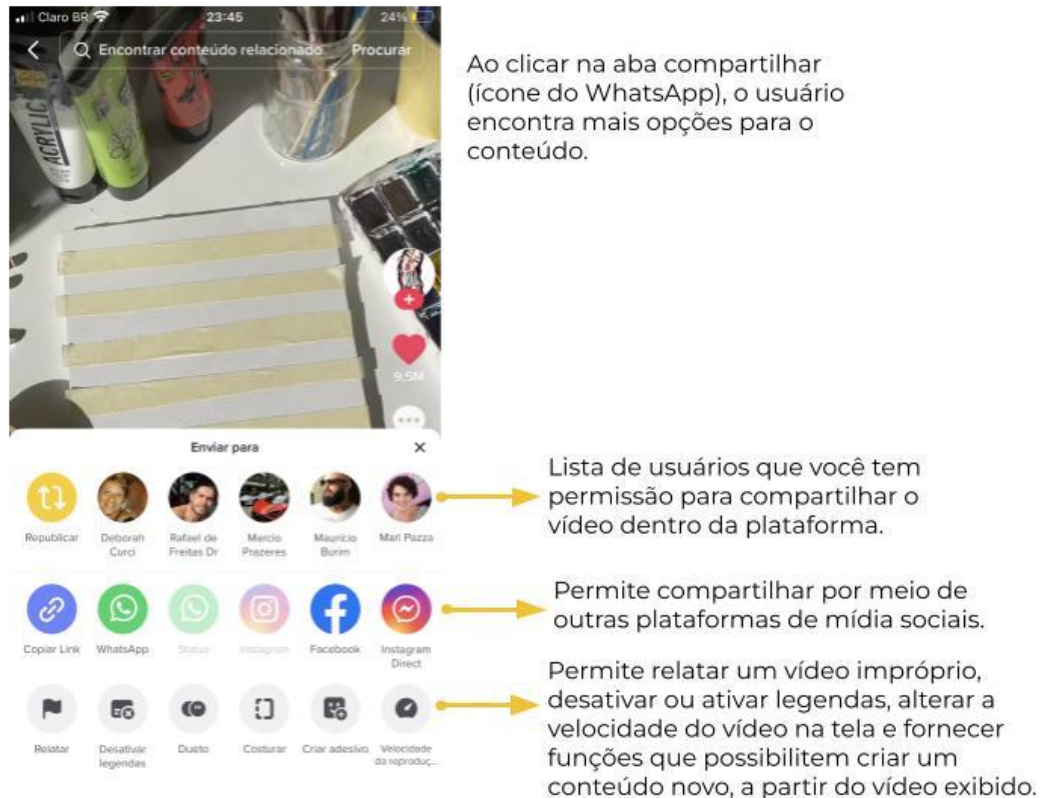 Claro BR
23:45
24%
Encontrar conteúdo relacionado
Procurar
ACRYLIC
9,5M
Ao clicar na aba compartilhar
(ícone do WhatsApp), o usuário
encontra mais opções para o
conteúdo.
Enviar para
Republicar
Deborah
Curci
Rafael de
Freitas Dr
Marcio
Prazeres
Maurício
Burim
Mari Pazza
Lista de usuários que você tem
permissão para compartilhar o
vídeo dentro da plataforma.
Copiar Link
WhatsApp
Status
Instagram
Facebook
Instagram
Direct
Permite compartilhar por meio de
outras plataformas de mídia sociais.
Relatar
Desativar
legendas
Dueto
Costurar
Criar adesivo
Velocidade
da reproduç...
Permite relatar um vídeo impróprio,
desativar ou ativar legendas, alterar a
velocidade do vídeo na tela e fornecer
funções que possibilitem criar um
conteúdo novo, a partir do vídeo exibido.